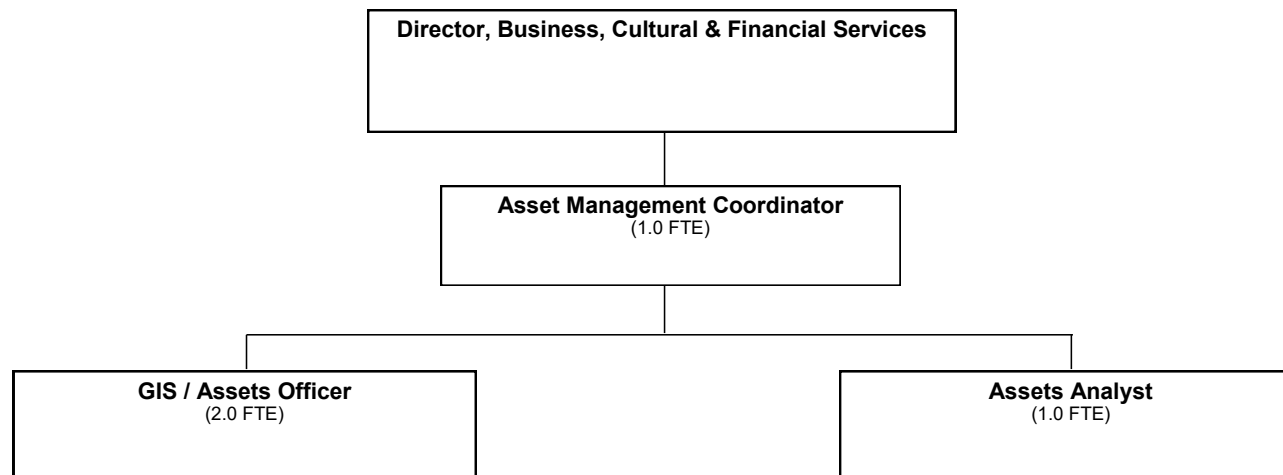 Director, Business, Cultural & Financial Services
Asset Management Coordinator
(1.0 FTE)
GIS / Assets Officer
(2.0 FTE)
Assets Analyst
(1.0 FTE)